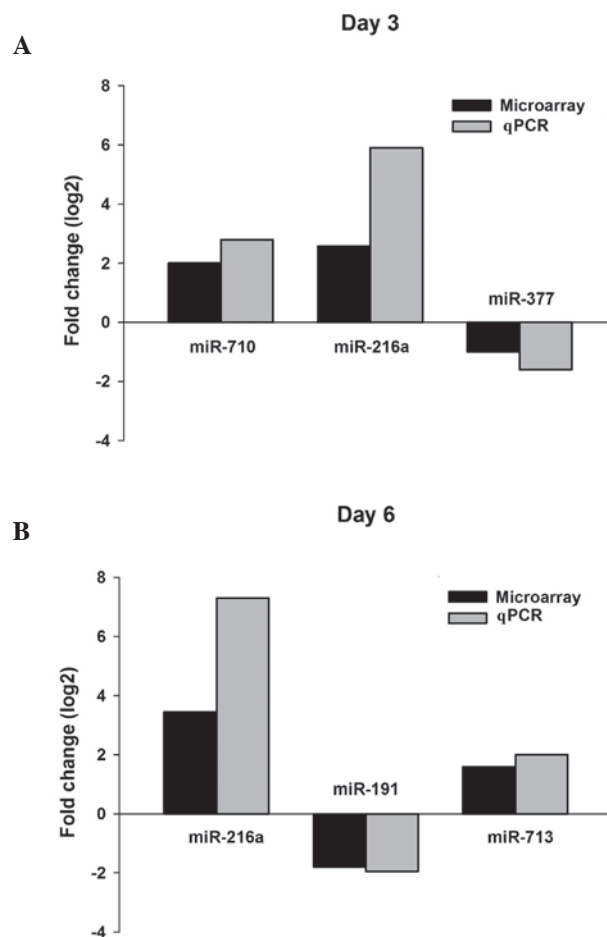 Day 3
A
8
6
4
2
0
-2
-4
Fold change (log2)
Microarray
qPCR
miR-710
miR-216a
miR-377
Day 6
B
8
6
4
2
0
-2
-4
Fold change (log2)
Microarray
qPCR
miR-216a
miR-191
miR-713